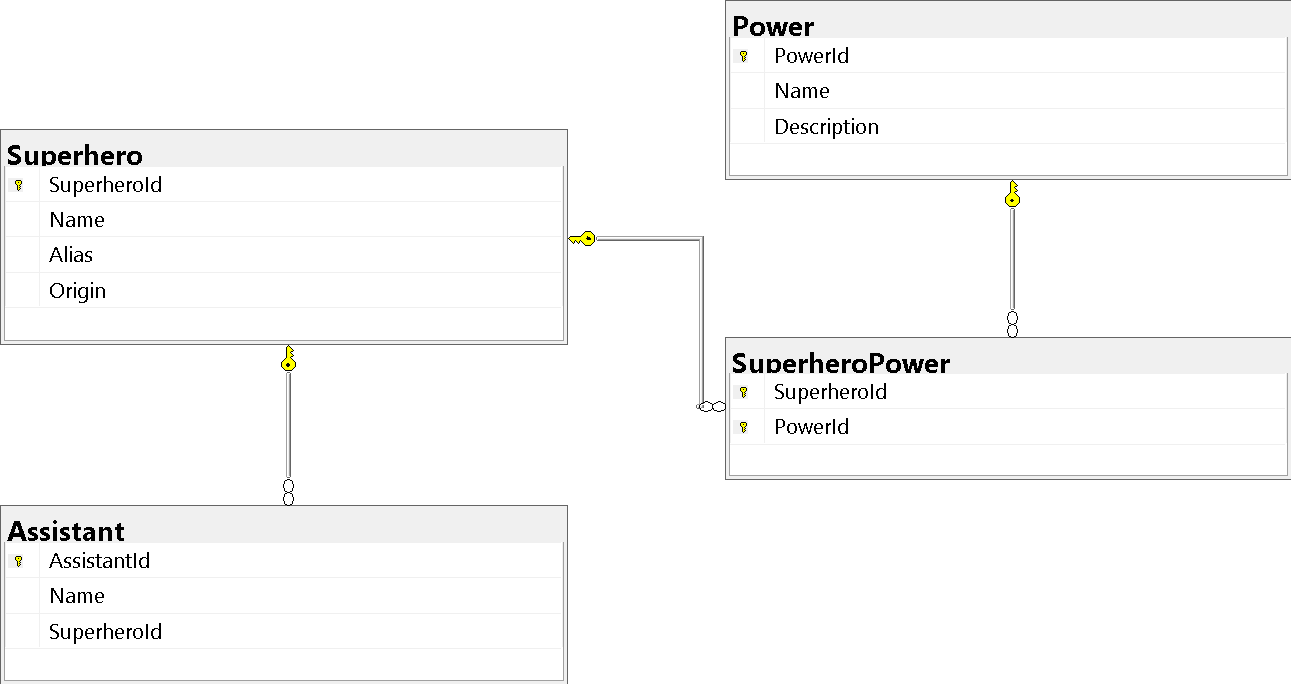 Power
PowerId
Name
Description
Superhero
SuperheroId
Name
Alias
Origin
SuperheroPower
SuperheroId
PowerId
Assistant
AssistantId
Name
SuperheroId